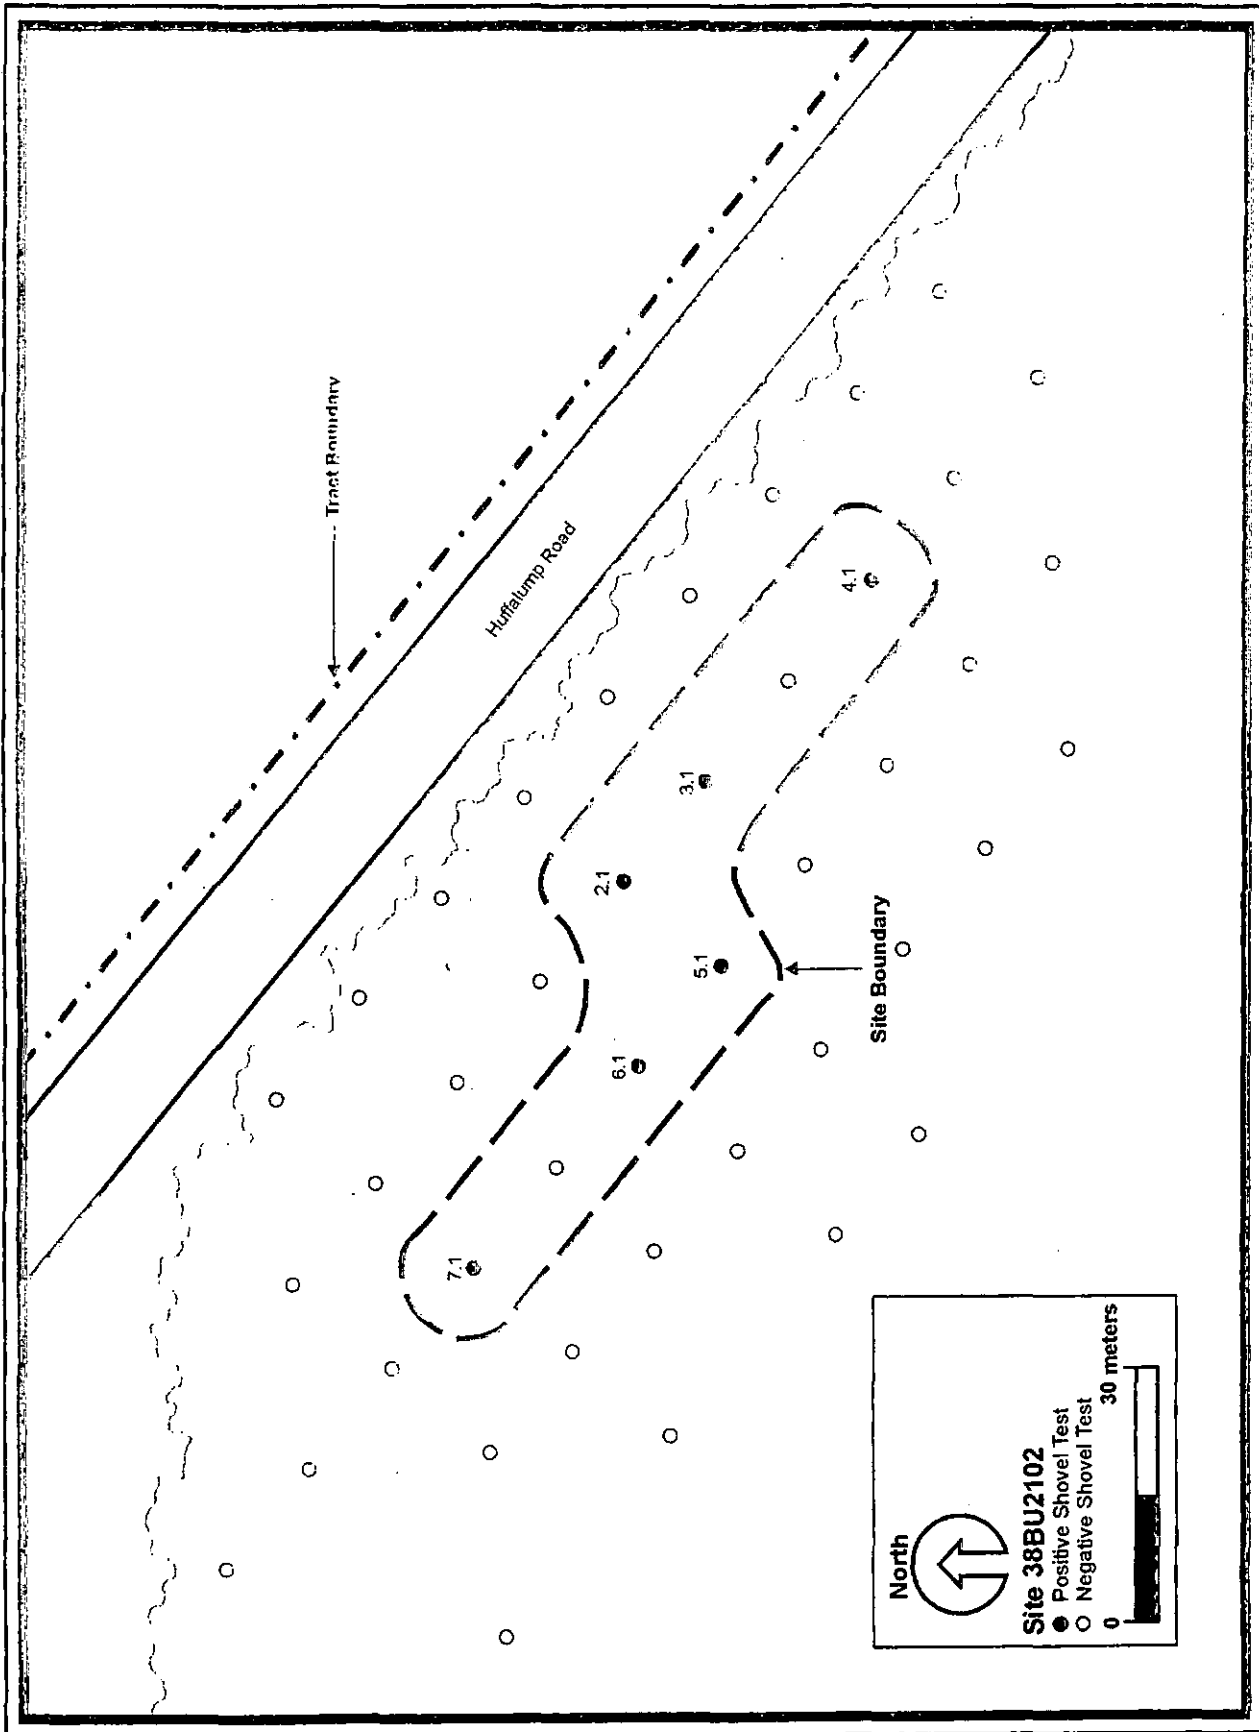 Tract Boundary
Huffalump Road
4.1
3.1
2.1
5.1
6.1
7.1
Site Boundary
North
Site 38BU2102
Positive Shovel Test
Negative Shovel Test
0 30 meters